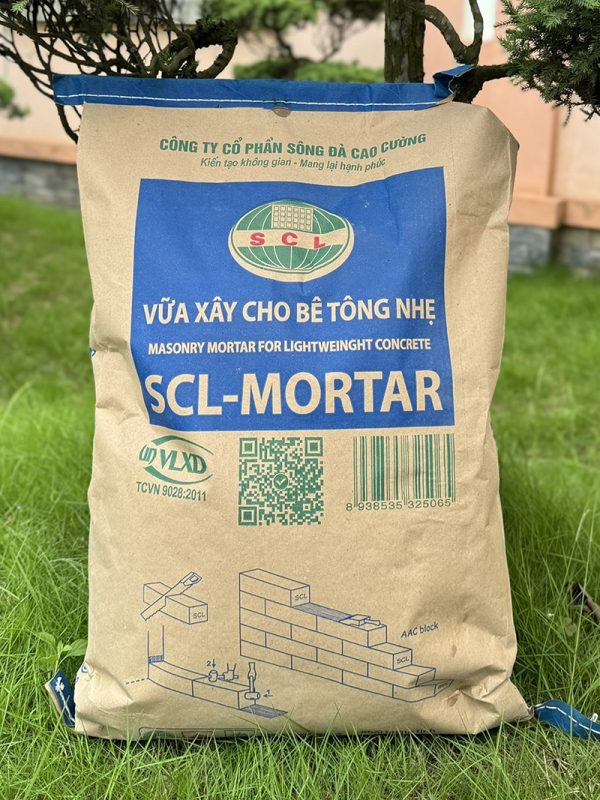 CÔNG TY CỔ PHẦN SÔNG ĐÀ CAO CƯỜNG
Kiến tạo không gian - Mang lại hạnh phúc
SCL
VỮA XÂY CHO BÊ TÔNG NHẸ
MASONRY MORTAR FOR LIGHTWEINGHT CONCRETE
SCL-MORTAR
VLXD
TCVN 9028:2011
8 938535 325065
SCL
SCL
AAC block
SCL
2
1